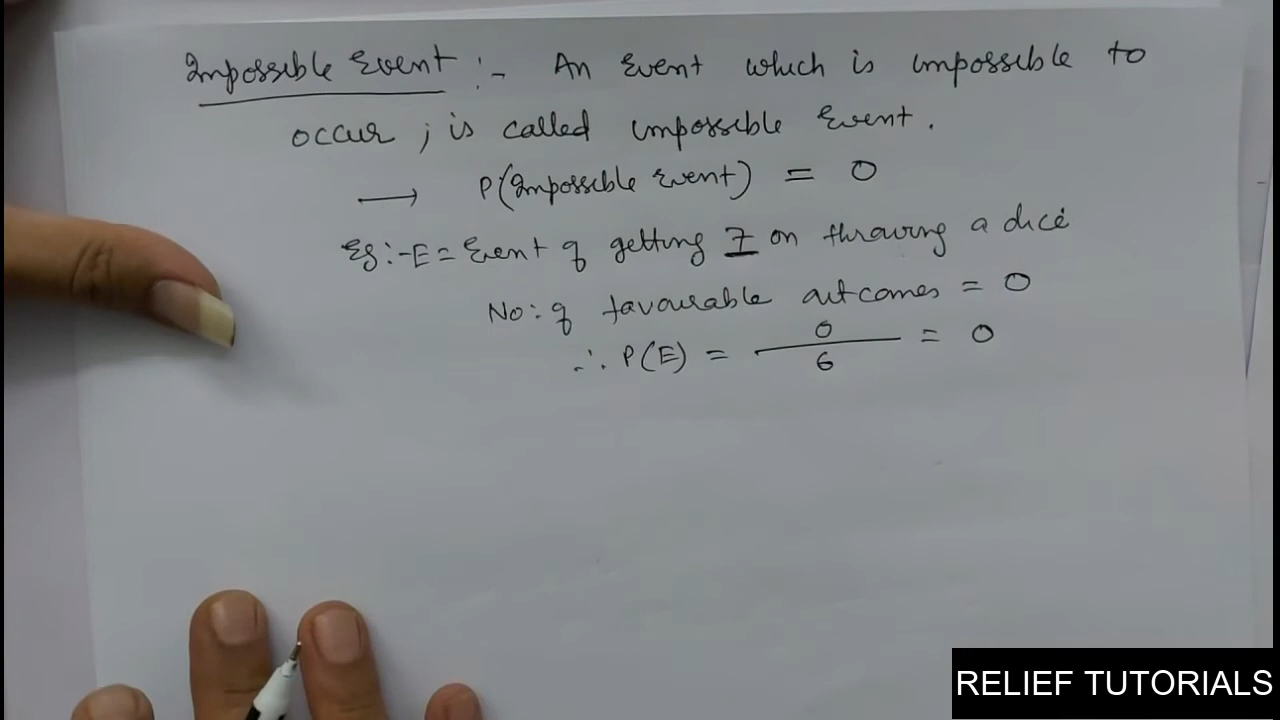 Impossible Event :- An Event which is impossible to
occur ; is called impossible Event.
→ P(Impossible Event) = 0
Eg:- E = Event of getting 7 on throwing a dice
No: of favourable outcomes = 0
∴ P(E) = 0/6 = 0
RELIEF TUTORIALS